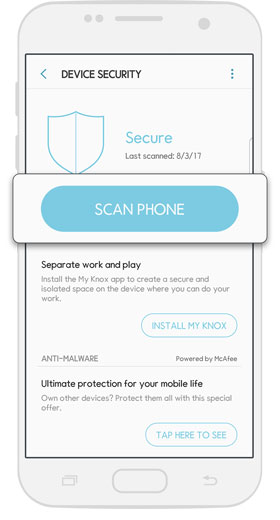 DEVICE SECURITY
Secure
Last scanned: 8/3/17
SCAN PHONE
Separate work and play
Install the My Knox app to create a secure and
isolated space on the device where you can do your
work.
INSTALL MY KNOX
ANTI-MALWARE Powered by McAfee
Ultimate protection for your mobile life
Own other devices? Protect them all with this special
offer.
TAP HERE TO SEE